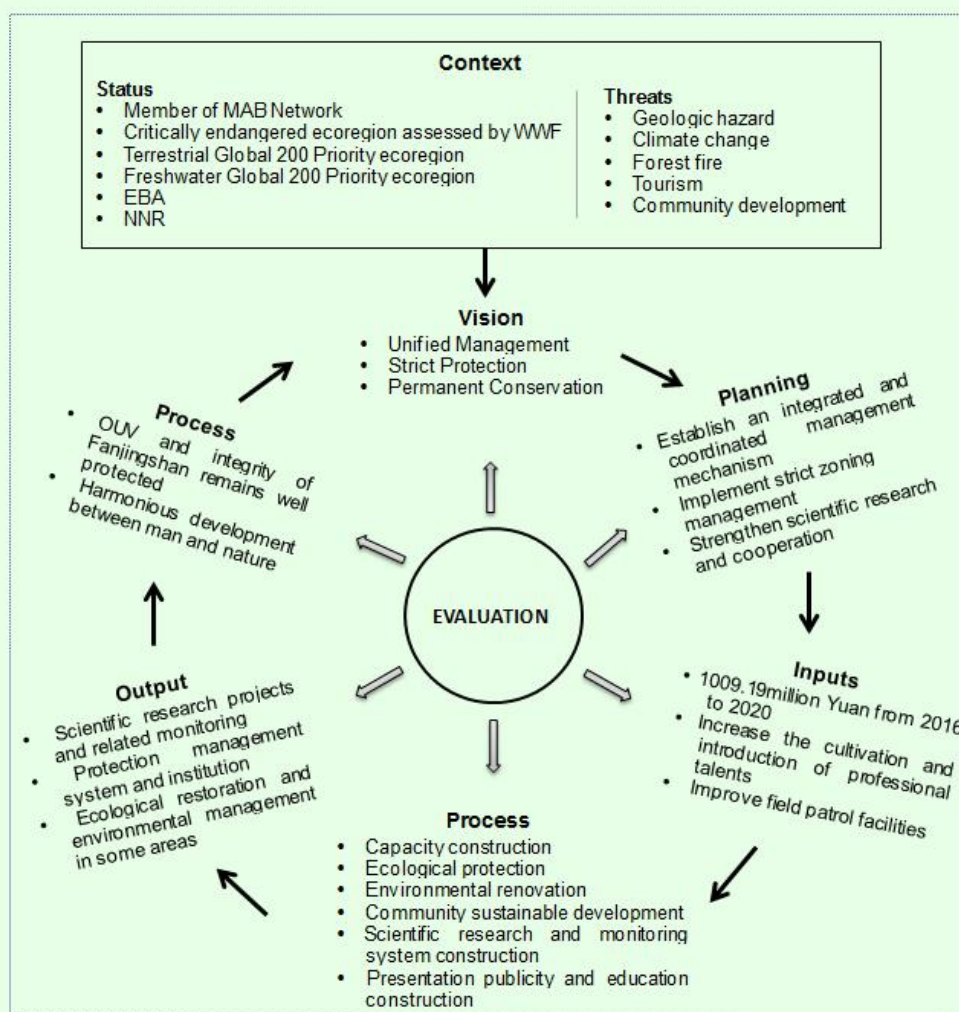 Context
Status
• Member of MAB Network
• Critically endangered ecoregion assessed by WWF
• Terrestrial Global 200 Priority ecoregion
• Freshwater Global 200 Priority ecoregion
• EBA
• NNR
Threats
• Geologic hazard
• Climate change
• Forest fire
• Tourism
• Community development
Vision
• Unified Management
• Strict Protection
• Permanent Conservation
Planning
• Establish an integrated and
coordinated management
mechanism
• Implement strict zoning
management
• Strengthen scientific research
and cooperation
Inputs
• 1009.19million Yuan from 2016
to 2020
• Increase the cultivation and
introduction of professional
talents
• Improve field patrol facilities
Process
• Capacity construction
• Ecological protection
• Environmental renovation
• Community sustainable development
• Scientific research and monitoring
system construction
• Presentation publicity and education
construction
Output
• Scientific research projects
and related monitoring
• Protection management
system and institution
• Ecological restoration and
environmental management
in some areas
Process
• OUV and integrity of
Fanjingshan remains well
protected
• Harmonious development
between man and nature
EVALUATION